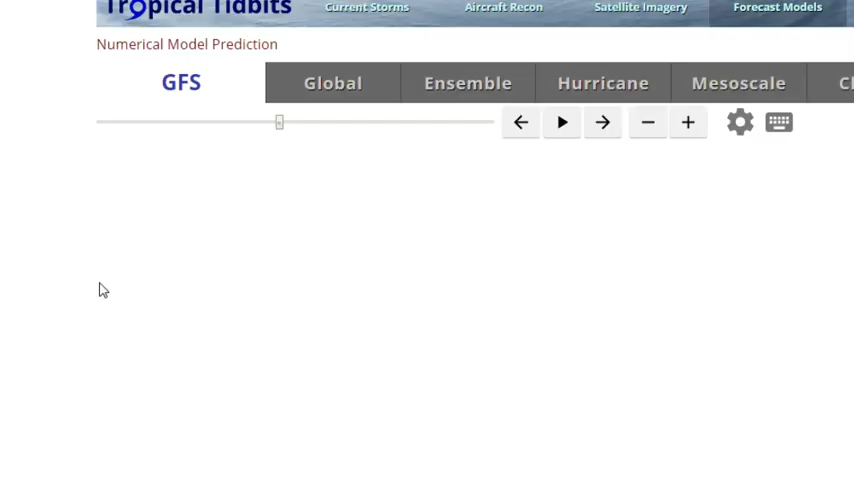 Tropical Tidbits
Current Storms Aircraft Recon Satellite Imagery Forecast Models
Numerical Model Prediction
GFS Global Ensemble Hurricane Mesoscale